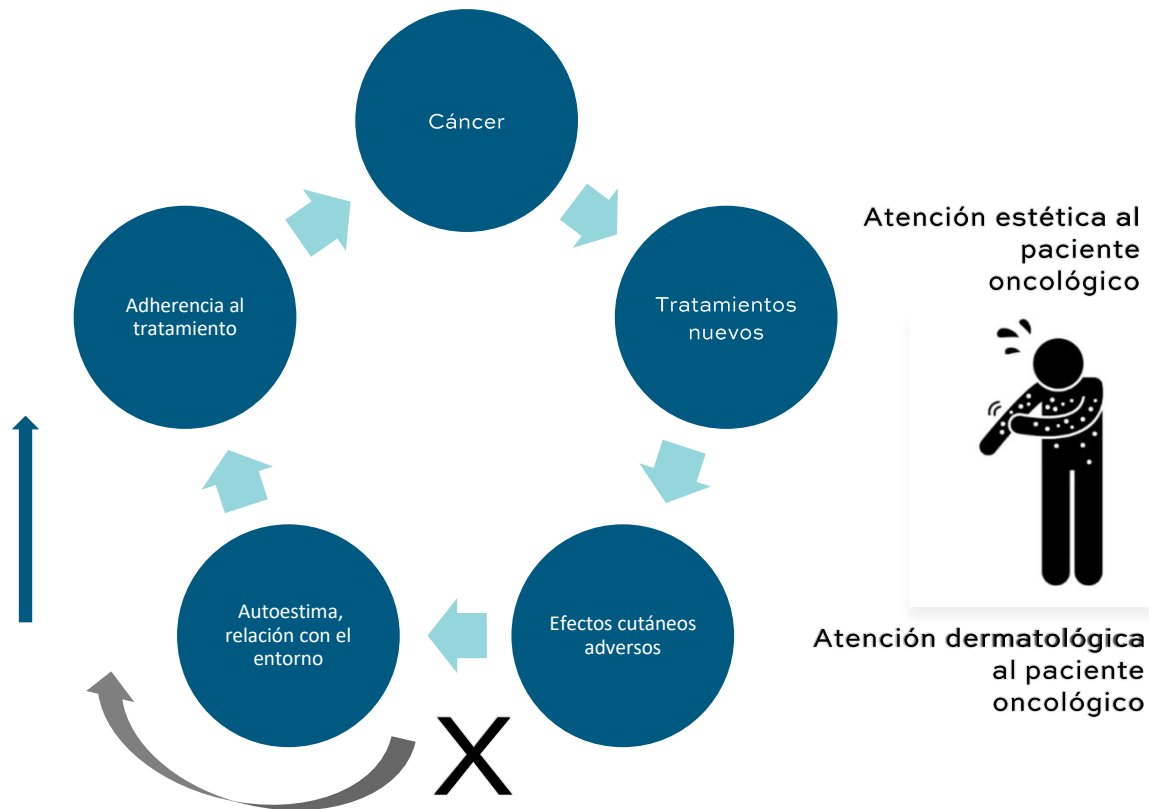 Cáncer
Tratamientos
nuevos
Efectos cutáneos
adversos
Autoestima,
relación con el
entorno
Adherencia al
tratamiento
X
Atención estética al
paciente
oncológico
Atención dermatológica
al paciente
oncológico